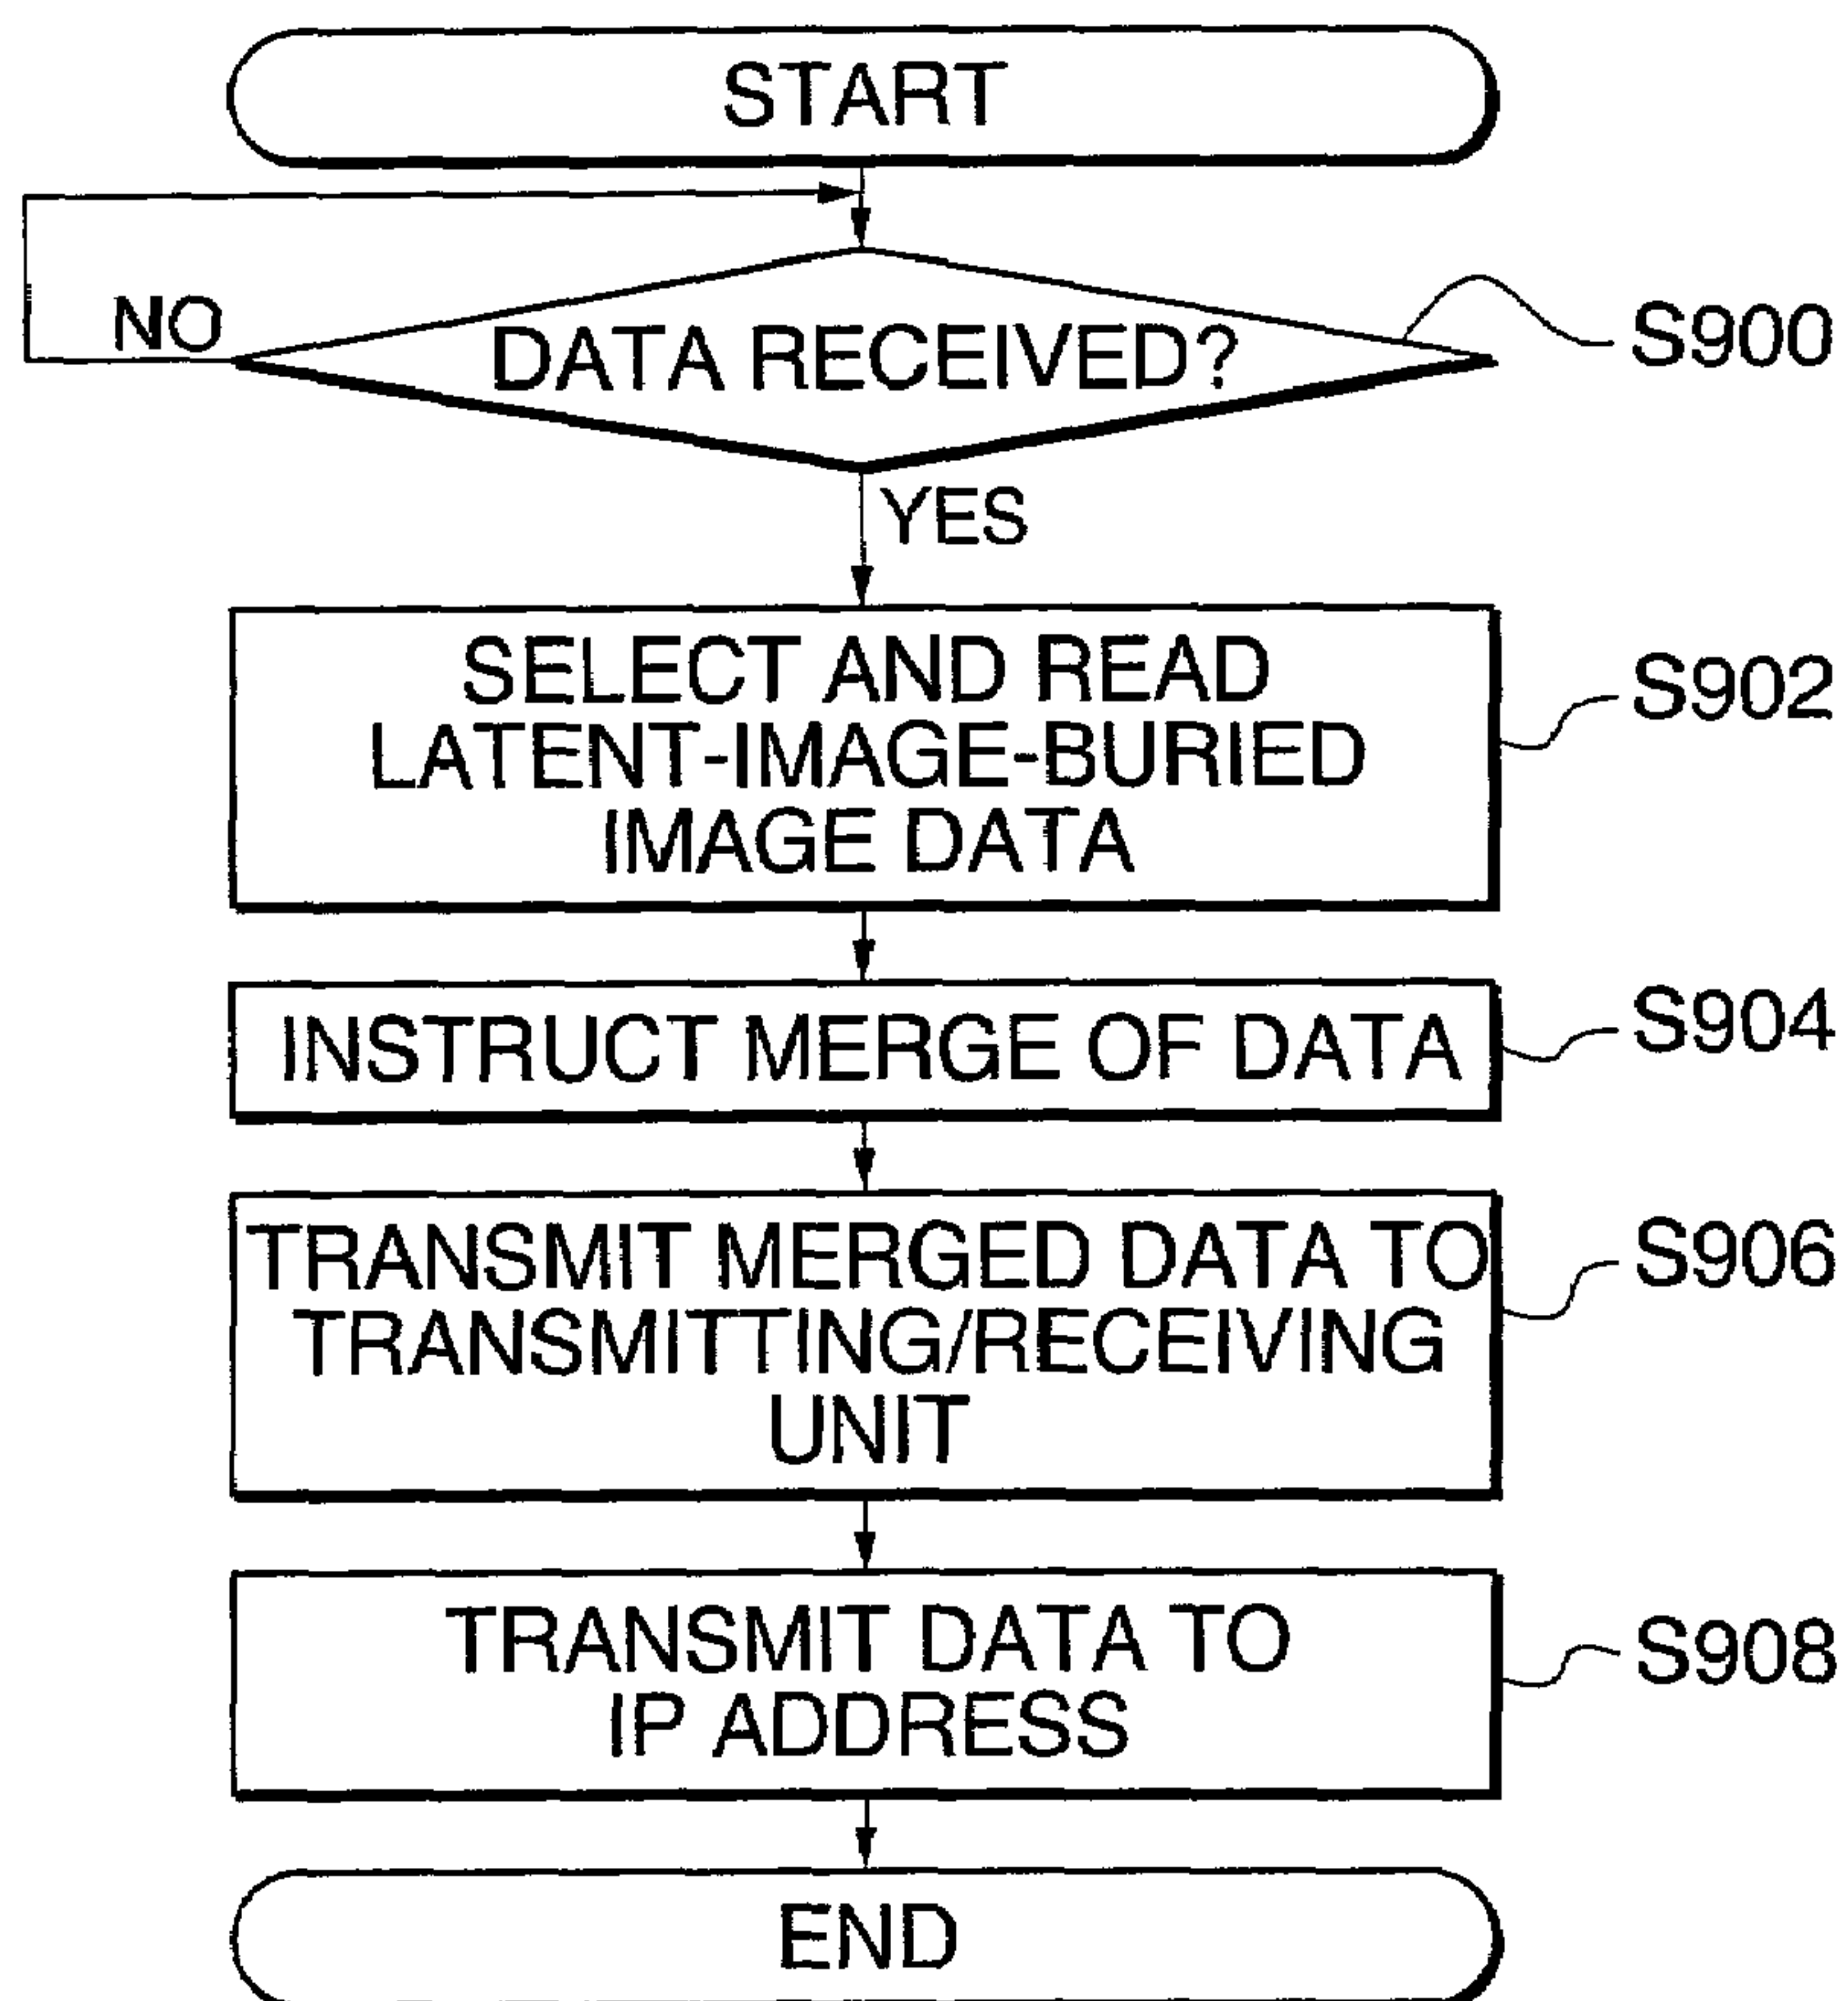 START
NO
DATA RECEIVED?
S900
YES
SELECT AND READ
LATENT-IMAGE-BURIED
IMAGE DATA
S902
INSTRUCT MERGE OF DATA
S904
TRANSMIT MERGED DATA TO
TRANSMITTING/RECEIVING
UNIT
S906
TRANSMIT DATA TO
IP ADDRESS
S908
END